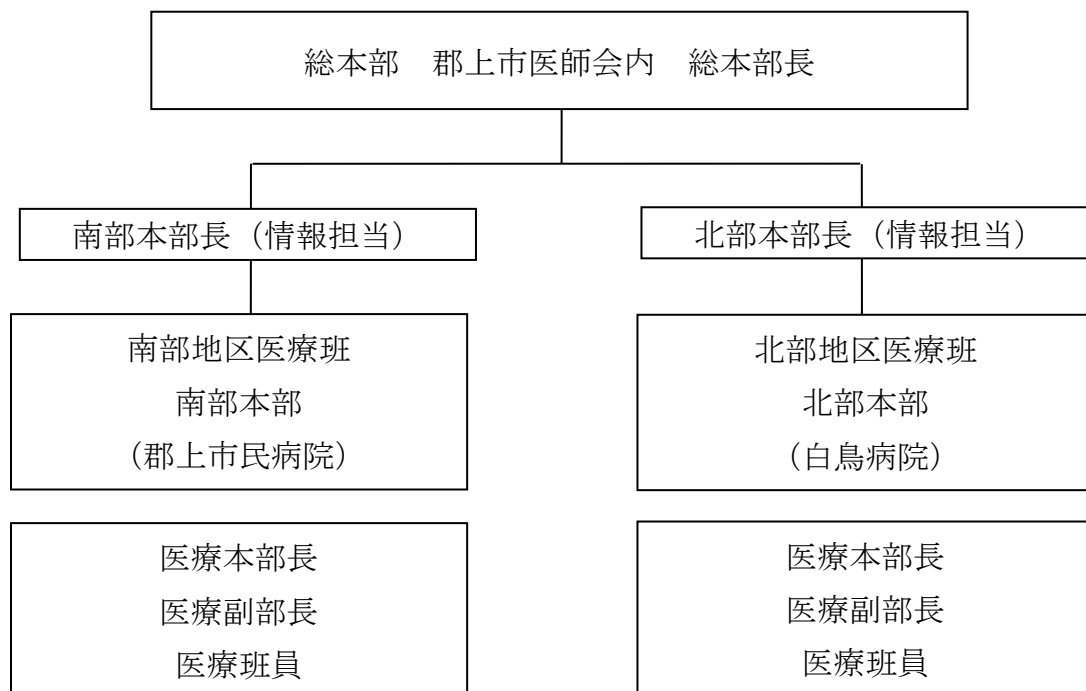 総本部　郡上市医師会内　総本部長
南部本部長（情報担当）
北部本部長（情報担当）
南部地区医療班
南部本部
（郡上市民病院）
北部地区医療班
北部本部
（白鳥病院）
医療本部長
医療副部長
医療班員
医療本部長
医療副部長
医療班員